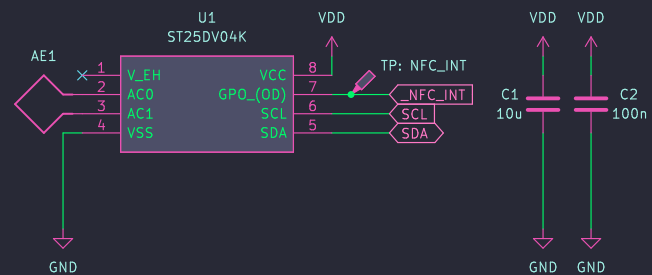 U1
ST25DV04K
VDD
VDD
VDD
AE1
TP: NFC_INT
1
V_EH
VCC
8
2
AC0
GPO_(OD)
7
_NFC_INT
3
AC1
SCL
6
SCL
4
VSS
SDA
5
SDA
C1
10u
C2
100n
GND
GND
GND